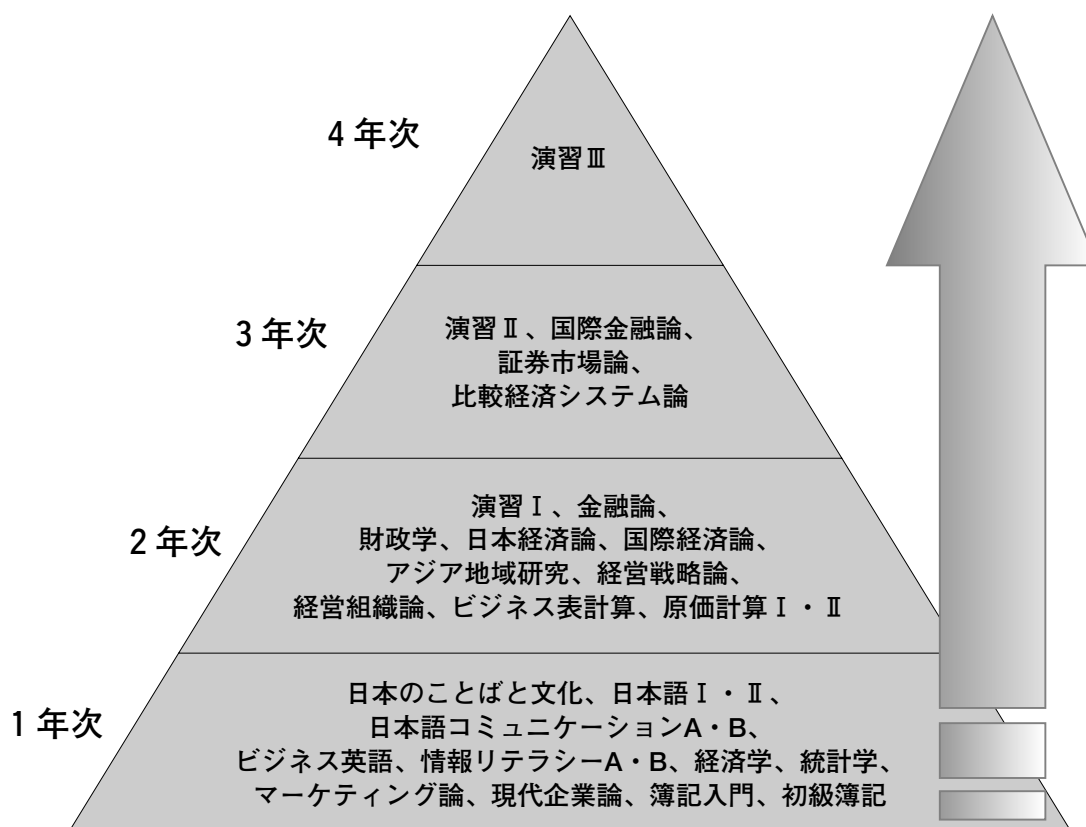 4年次
演習Ⅲ
3年次
演習Ⅱ、国際金融論、
証券市場論、
比較経済システム論
2年次
演習Ⅰ、金融論、
財政学、日本経済論、国際経済論、
アジア地域研究、経営戦略論、
経営組織論、ビジネス表計算、原価計算Ⅰ・Ⅱ
1年次
日本のことばと文化、日本語Ⅰ・Ⅱ、
日本語コミュニケーションA・B、
ビジネス英語、情報リテラシーA・B、経済学、統計学、
マーケティング論、現代企業論、簿記入門、初級簿記